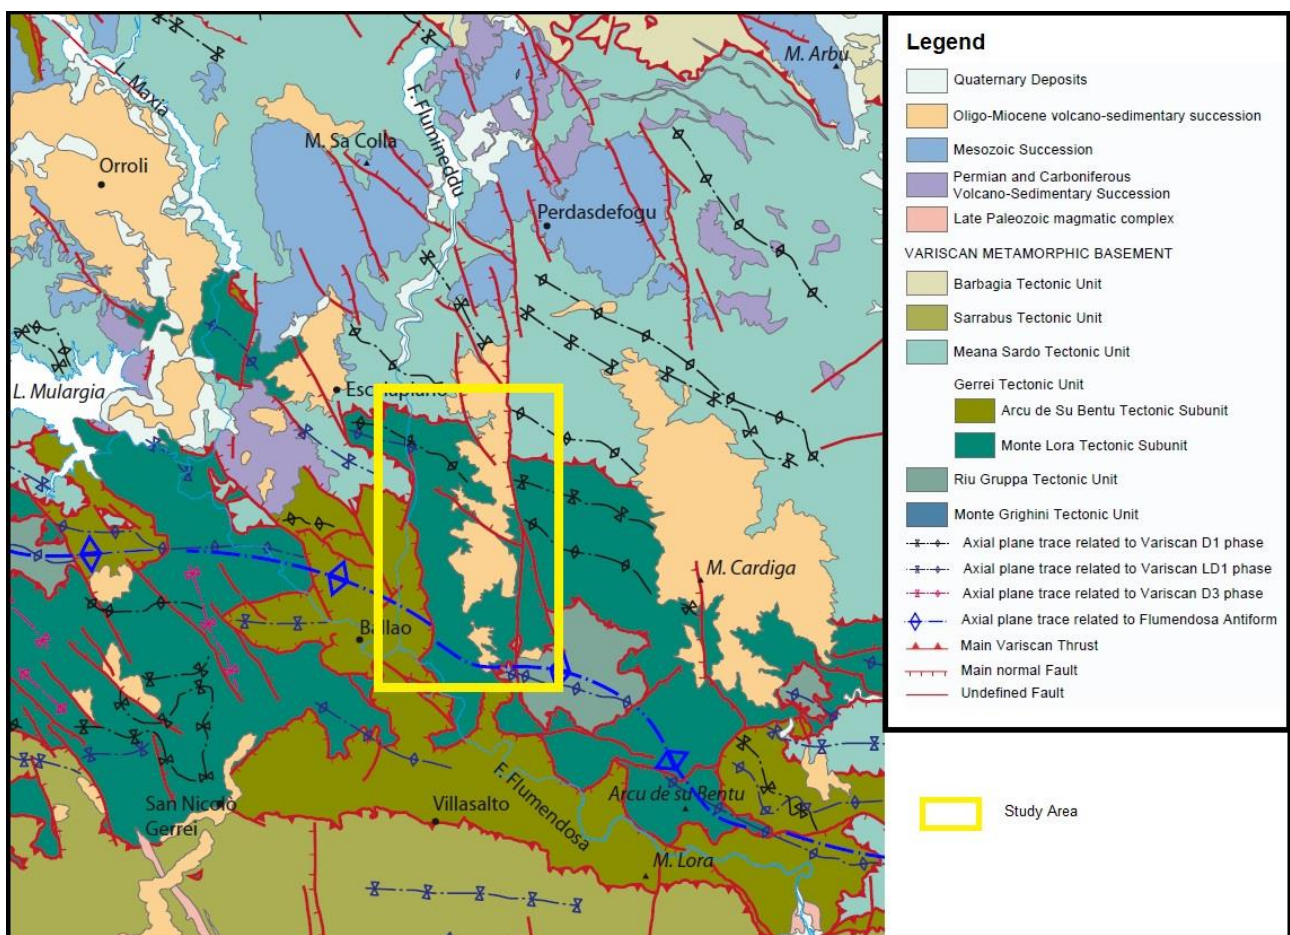 M. Arbu
L. Maxia
F. Flumineddu
M. Sa Colla
Orroli
Perdasdefogu
L. Mulargia
Escalaplano
M. Cardiga
Ballao
San Nicolò
Gerrei
Villasalto
F. Flumendosa
Arcu de su Bentu
M. Lora
Legend
Quaternary Deposits
Oligo-Miocene volcano-sedimentary succession
Mesozoic Succession
Permian and Carboniferous
Volcano-Sedimentary Succession
Late Paleozoic magmatic complex
VARISCAN METAMORPHIC BASEMENT
Barbagia Tectonic Unit
Sarrabus Tectonic Unit
Meana Sardo Tectonic Unit
Gerrei Tectonic Unit
Arcu de Su Bentu Tectonic Subunit
Monte Lora Tectonic Subunit
Riu Gruppa Tectonic Unit
Monte Grighini Tectonic Unit
Axial plane trace related to Variscan D1 phase
Axial plane trace related to Variscan LD1 phase
Axial plane trace related to Variscan D3 phase
Axial plane trace related to Flumendosa Antiform
Main Variscan Thrust
Main normal Fault
Undefined Fault
Study Area